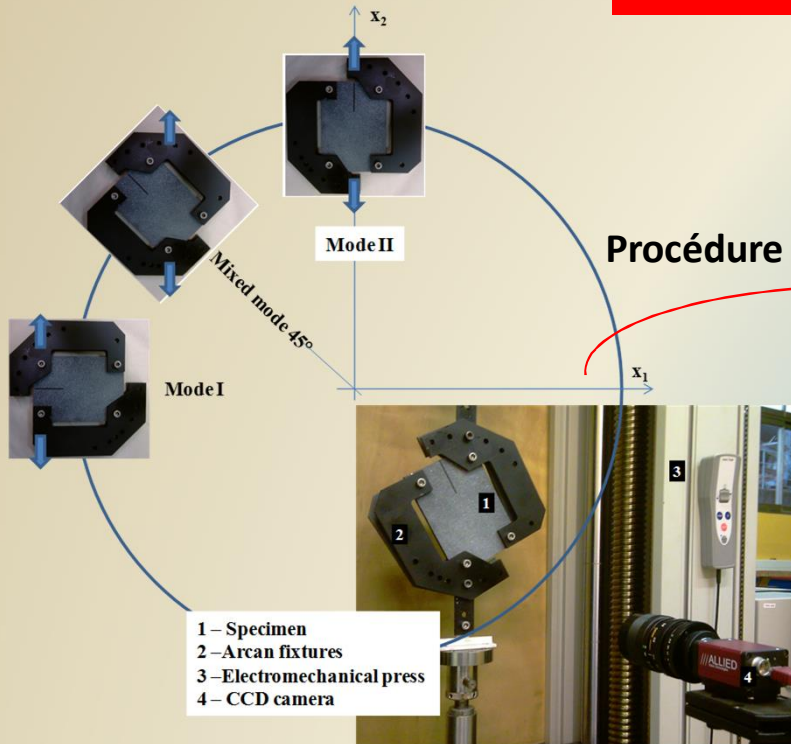 x2
Mode II
Mixed mode 45°
Mode I
Procédure
x1
1
2
3
4
///ALLIED
1 – Specimen
2 – Arcan fixtures
3 – Electromechanical press
4 – CCD camera